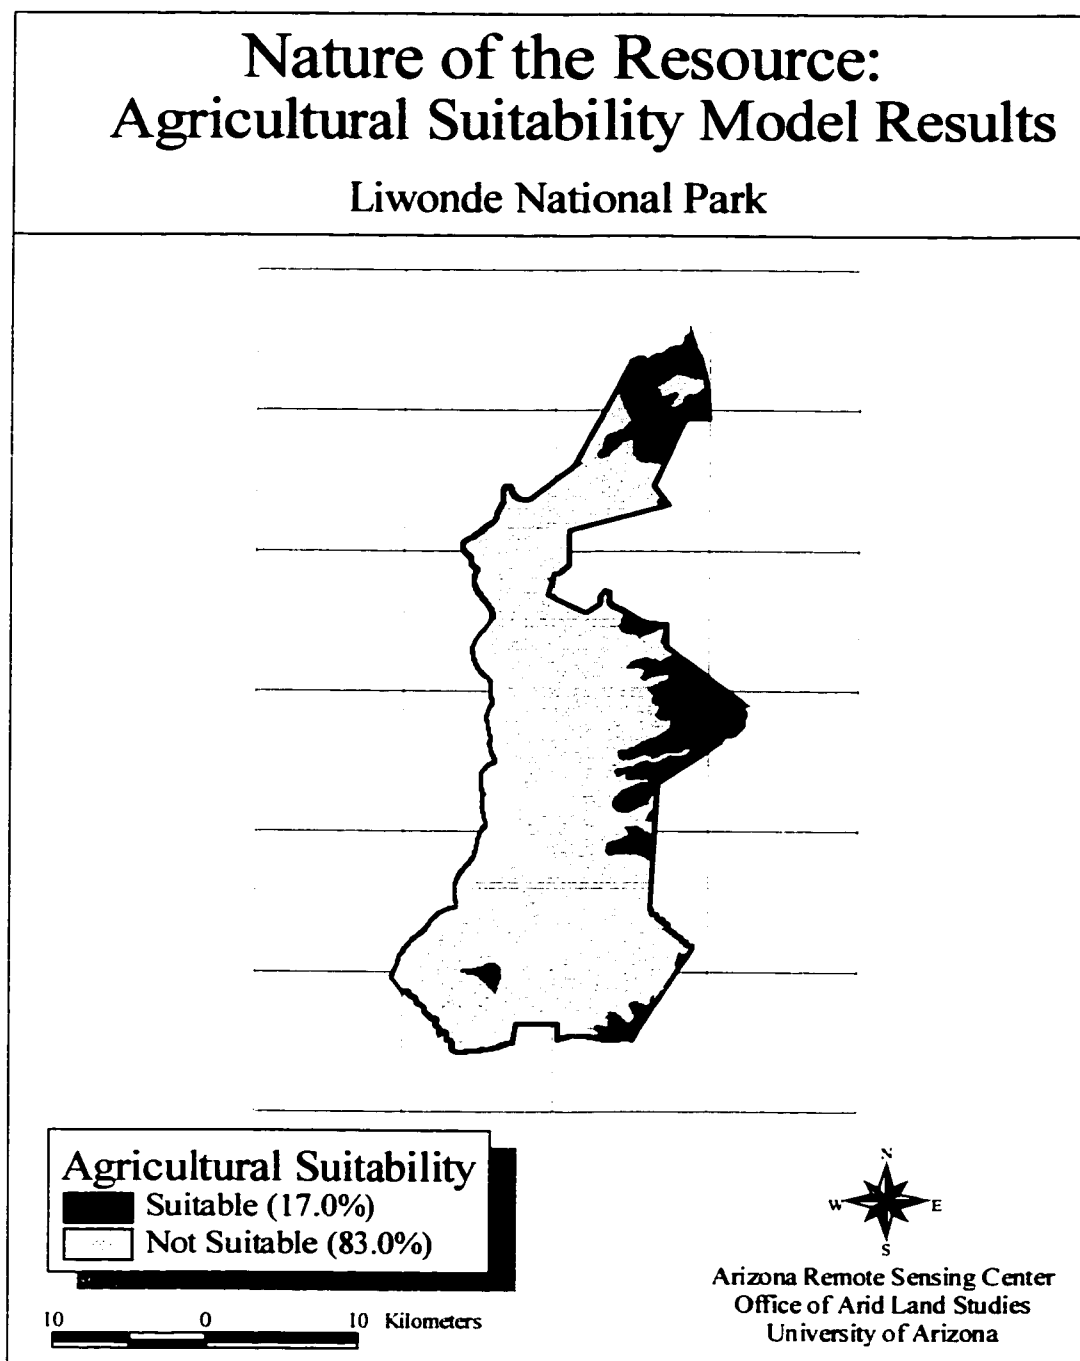 Nature of the Resource:
Agricultural Suitability Model Results
Liwonde National Park
Agricultural Suitability
Suitable (17.0%)
Not Suitable (83.0%)
10 0 10 Kilometers
N
W E
S
Arizona Remote Sensing Center
Office of Arid Land Studies
University of Arizona